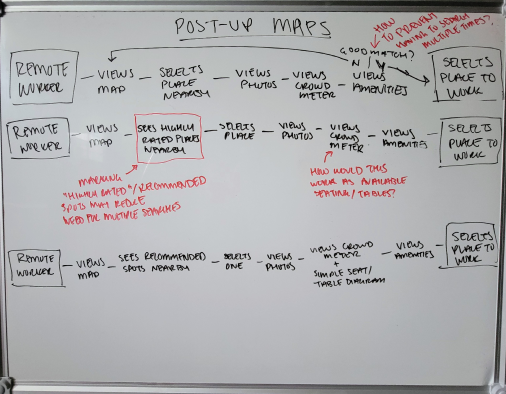 POST-UP MAPS
HOW
TO PREVENT
HAVING TO SEARCH
MULTIPLE TIMES?
GOOD MATCH?
N / Y
REMOTE
WORKER
VIEWS
MAP
SELECTS
PLACE
NEARBY
VIEWS
PHOTOS
VIEWS
CROWD
METER
VIEWS
AMENITIES
SELECTS
PLACE TO
WORK
REMOTE
WORKER
VIEWS
MAP
SEES HIGHLY
RATED PLACES
NEARBY
SELECTS
PLACE
VIEWS
PHOTOS
VIEWS
CROWD
METER
VIEWS
AMENITIES
SELECTS
PLACE TO
WORK
MARKING
"HIGHLY RATED"/RECOMMENDED
SPOTS MAY REDUCE
NEED FOR MULTIPLE SEARCHES
HOW WOULD THIS
WORK AS AVAILABLE
SEATING/TABLES?
REMOTE
WORKER
VIEWS
MAP
SEES RECOMMENDED
SPOTS NEARBY
SELECTS
ONE
VIEWS
PHOTOS
VIEWS CROWD
METER
+
SIMPLE SEAT/
TABLE DIAGRAM
VIEWS
AMENITIES
SELECTS
PLACE TO
WORK